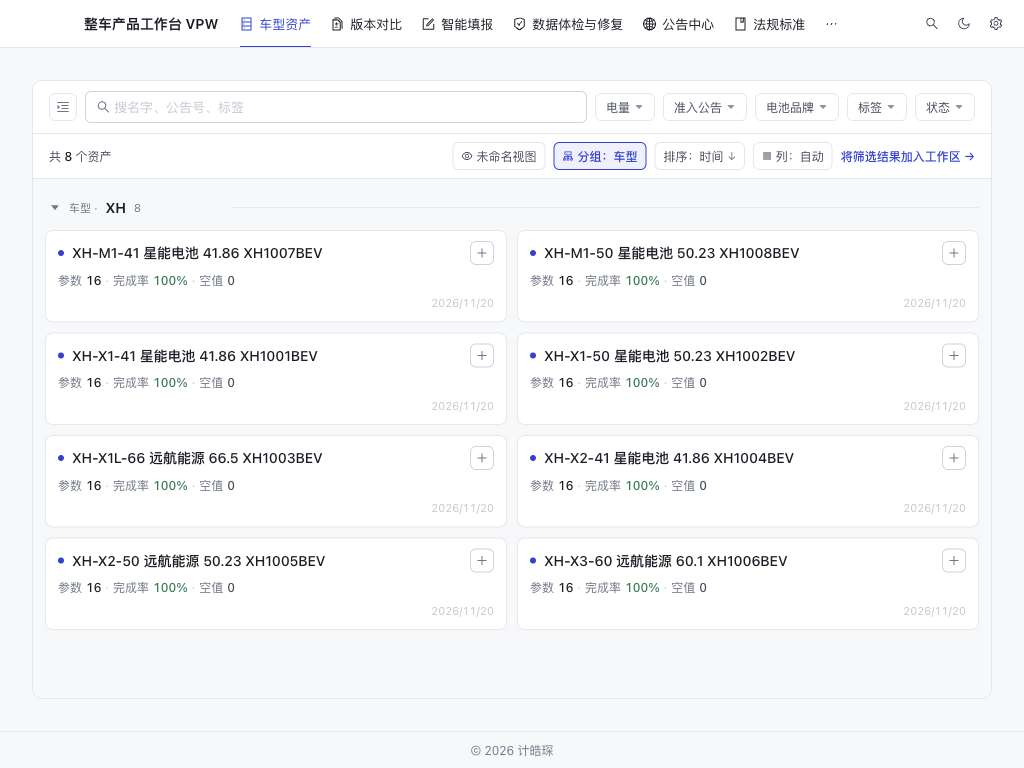 整车产品工作台 VPW 车型资产 版本对比 智能填报 数据体检与修复 公告中心 法规标准 ···
搜名字、公告号、标签 电量 准入公告 电池品牌 标签 状态
共 8 个资产 未命名视图 分组：车型 排序：时间 ↓ 列：自动 将筛选结果加入工作区 →
车型 · XH 8
XH-M1-41 星能电池 41.86 XH1007BEV
参数 16 · 完成率 100% · 空值 0
2026/11/20
XH-M1-50 星能电池 50.23 XH1008BEV
参数 16 · 完成率 100% · 空值 0
2026/11/20
XH-X1-41 星能电池 41.86 XH1001BEV
参数 16 · 完成率 100% · 空值 0
2026/11/20
XH-X1-50 星能电池 50.23 XH1002BEV
参数 16 · 完成率 100% · 空值 0
2026/11/20
XH-X1L-66 远航能源 66.5 XH1003BEV
参数 16 · 完成率 100% · 空值 0
2026/11/20
XH-X2-41 星能电池 41.86 XH1004BEV
参数 16 · 完成率 100% · 空值 0
2026/11/20
XH-X2-50 远航能源 50.23 XH1005BEV
参数 16 · 完成率 100% · 空值 0
2026/11/20
XH-X3-60 远航能源 60.1 XH1006BEV
参数 16 · 完成率 100% · 空值 0
2026/11/20
© 2026 计皓琛